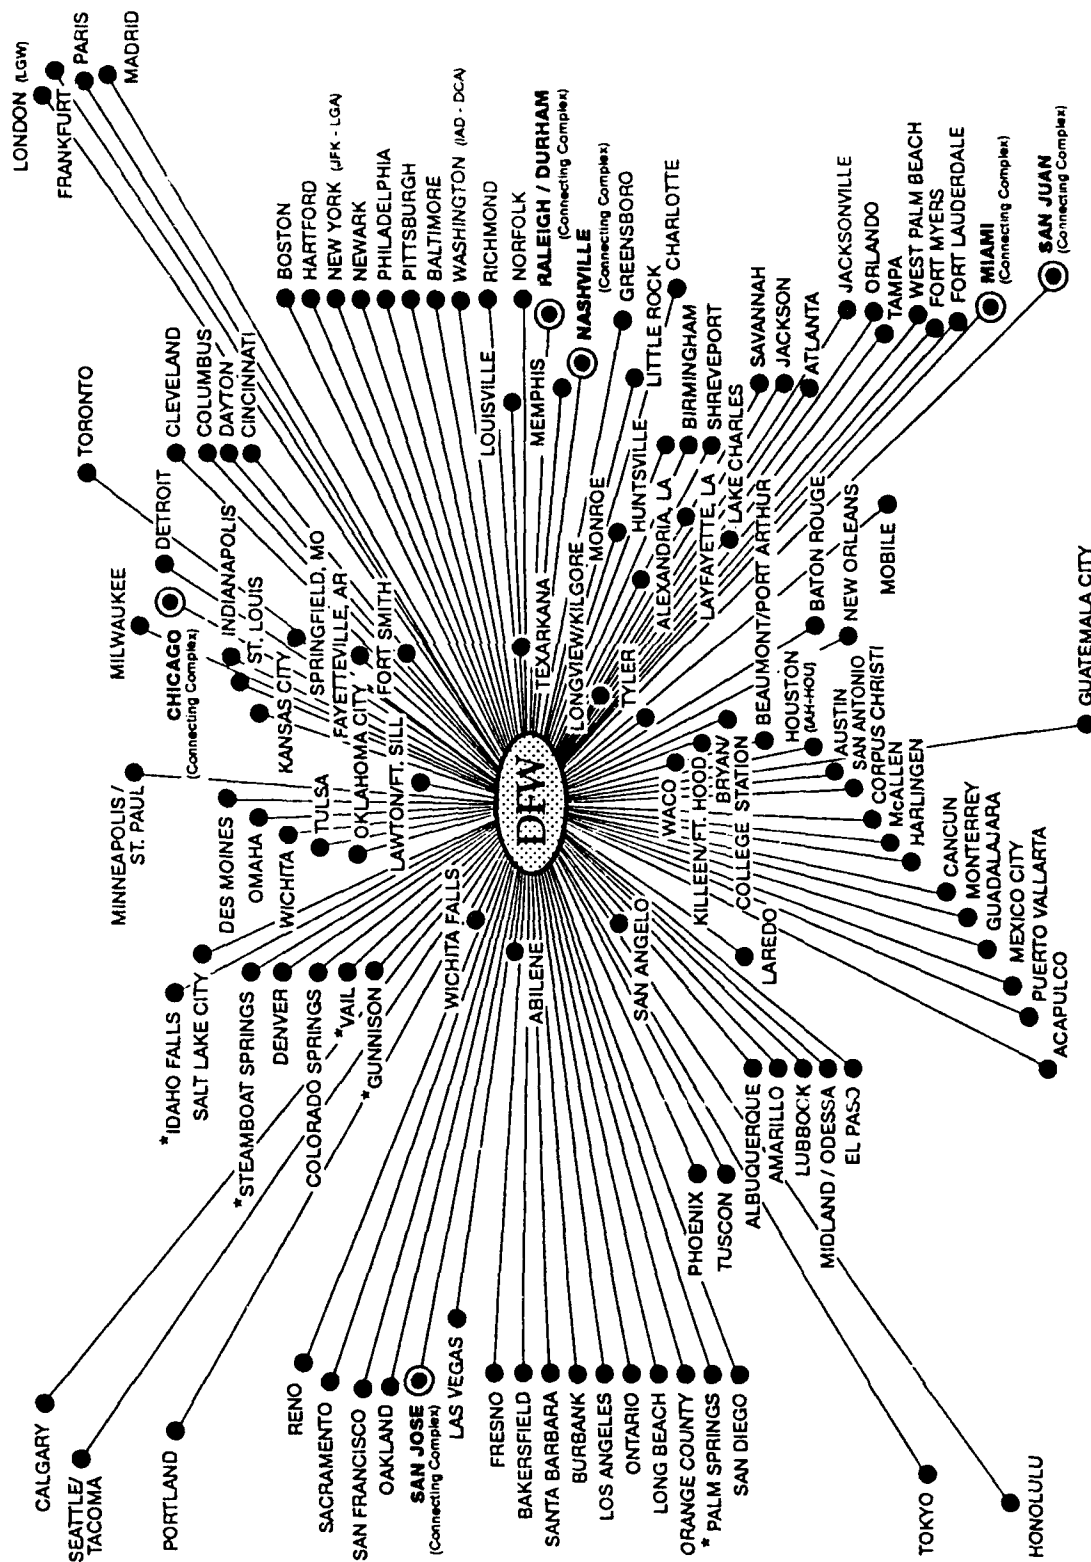 CALGARY
SEATTLE/
TACOMA
PORTLAND
RENO
SACRAMENTO
SAN FRANCISCO
OAKLAND
SAN JOSE
(Connecting Complex)
LAS VEGAS
FRESNO
BAKERSFIELD
SANTA BARBARA
BURBANK
LOS ANGELES
ONTARIO
LONG BEACH
ORANGE COUNTY
* PALM SPRINGS
SAN DIEGO
TOKYO
HONOLULU
*IDAHO FALLS
SALT LAKE CITY
*STEAMBOAT SPRINGS
DENVER
COLORADO SPRINGS
*VAIL
*GUNNISON
WICHITA FALLS
ABILENE
SAN ANGELO
PHOENIX
TUSCON
ALBUQUERQUE
AMARILLO
LUBBOCK
MIDLAND / ODESSA
EL PASO
LAREDO
MINNEAPOLIS /
ST. PAUL
DES MOINES
OMAHA
WICHITA
TULSA
OKLAHOMA CITY
LAWTON/FT. SILL
DFW
WACO
KILLEEN/FT. HOOD
BRYAN/
COLLEGE STATION
BEAUMONT/PORT ARTHUR
HOUSTON
(IAH-HOU)
AUSTIN
SAN ANTONIO
CORPUS CHRISTI
McALLEN
HARLINGEN
CANCUN
MONTERREY
GUADALAJARA
MEXICO CITY
PUERTO VALLARTA
ACAPULCO
GUATEMALA CITY
MILWAUKEE
CHICAGO
(Connecting Complex)
INDIANAPOLIS
ST. LOUIS
KANSAS CITY
SPRINGFIELD, MO
FAYETTEVILLE, AR
FORT SMITH
DETROIT
TORONTO
CLEVELAND
COLUMBUS
DAYTON
CINCINNATI
LONDON (LGW)
FRANKFURT
PARIS
MADRID
BOSTON
HARTFORD
NEW YORK (JFK - LGA)
NEWARK
PHILADELPHIA
PITTSBURGH
BALTIMORE
WASHINGTON (IAD - DCA)
RICHMOND
NORFOLK
RALEIGH / DURHAM
(Connecting Complex)
NASHVILLE
(Connecting Complex)
GREENSBORO
LOUISVILLE
MEMPHIS
LITTLE ROCK
CHARLOTTE
TEXARKANA
LONGVIEW/KILGORE
TYLER
MONROE
HUNTSVILLE
BIRMINGHAM
SHREVEPORT
ALEXANDRIA, LA
LAYFAYETTE, LA
LAKE CHARLES
SAVANNAH
JACKSON
ATLANTA
BATON ROUGE
NEW ORLEANS
MOBILE
JACKSONVILLE
ORLANDO
TAMPA
WEST PALM BEACH
FORT MYERS
FORT LAUDERDALE
MIAMI
(Connecting Complex)
SAN JUAN
(Connecting Complex)